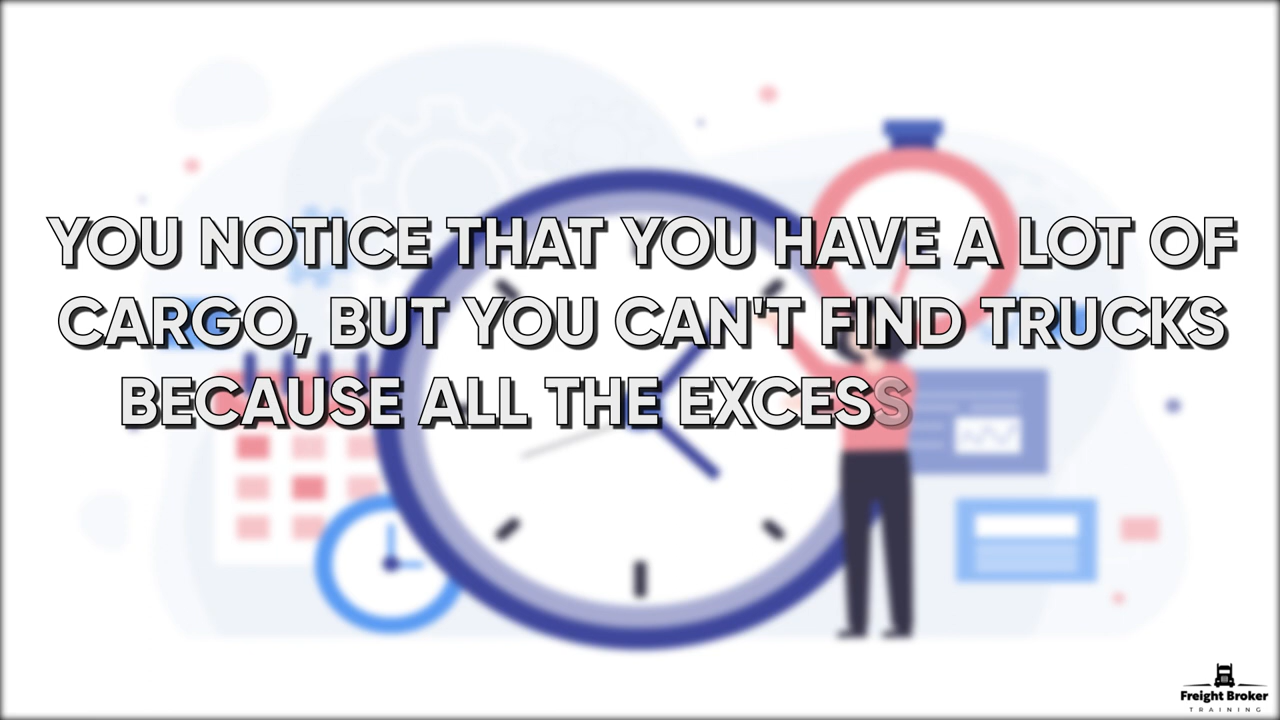 YOU NOTICE THAT YOU HAVE A LOT OF
CARGO, BUT YOU CAN'T FIND TRUCKS
BECAUSE ALL THE EXCESS
Freight Broker
TRAINING